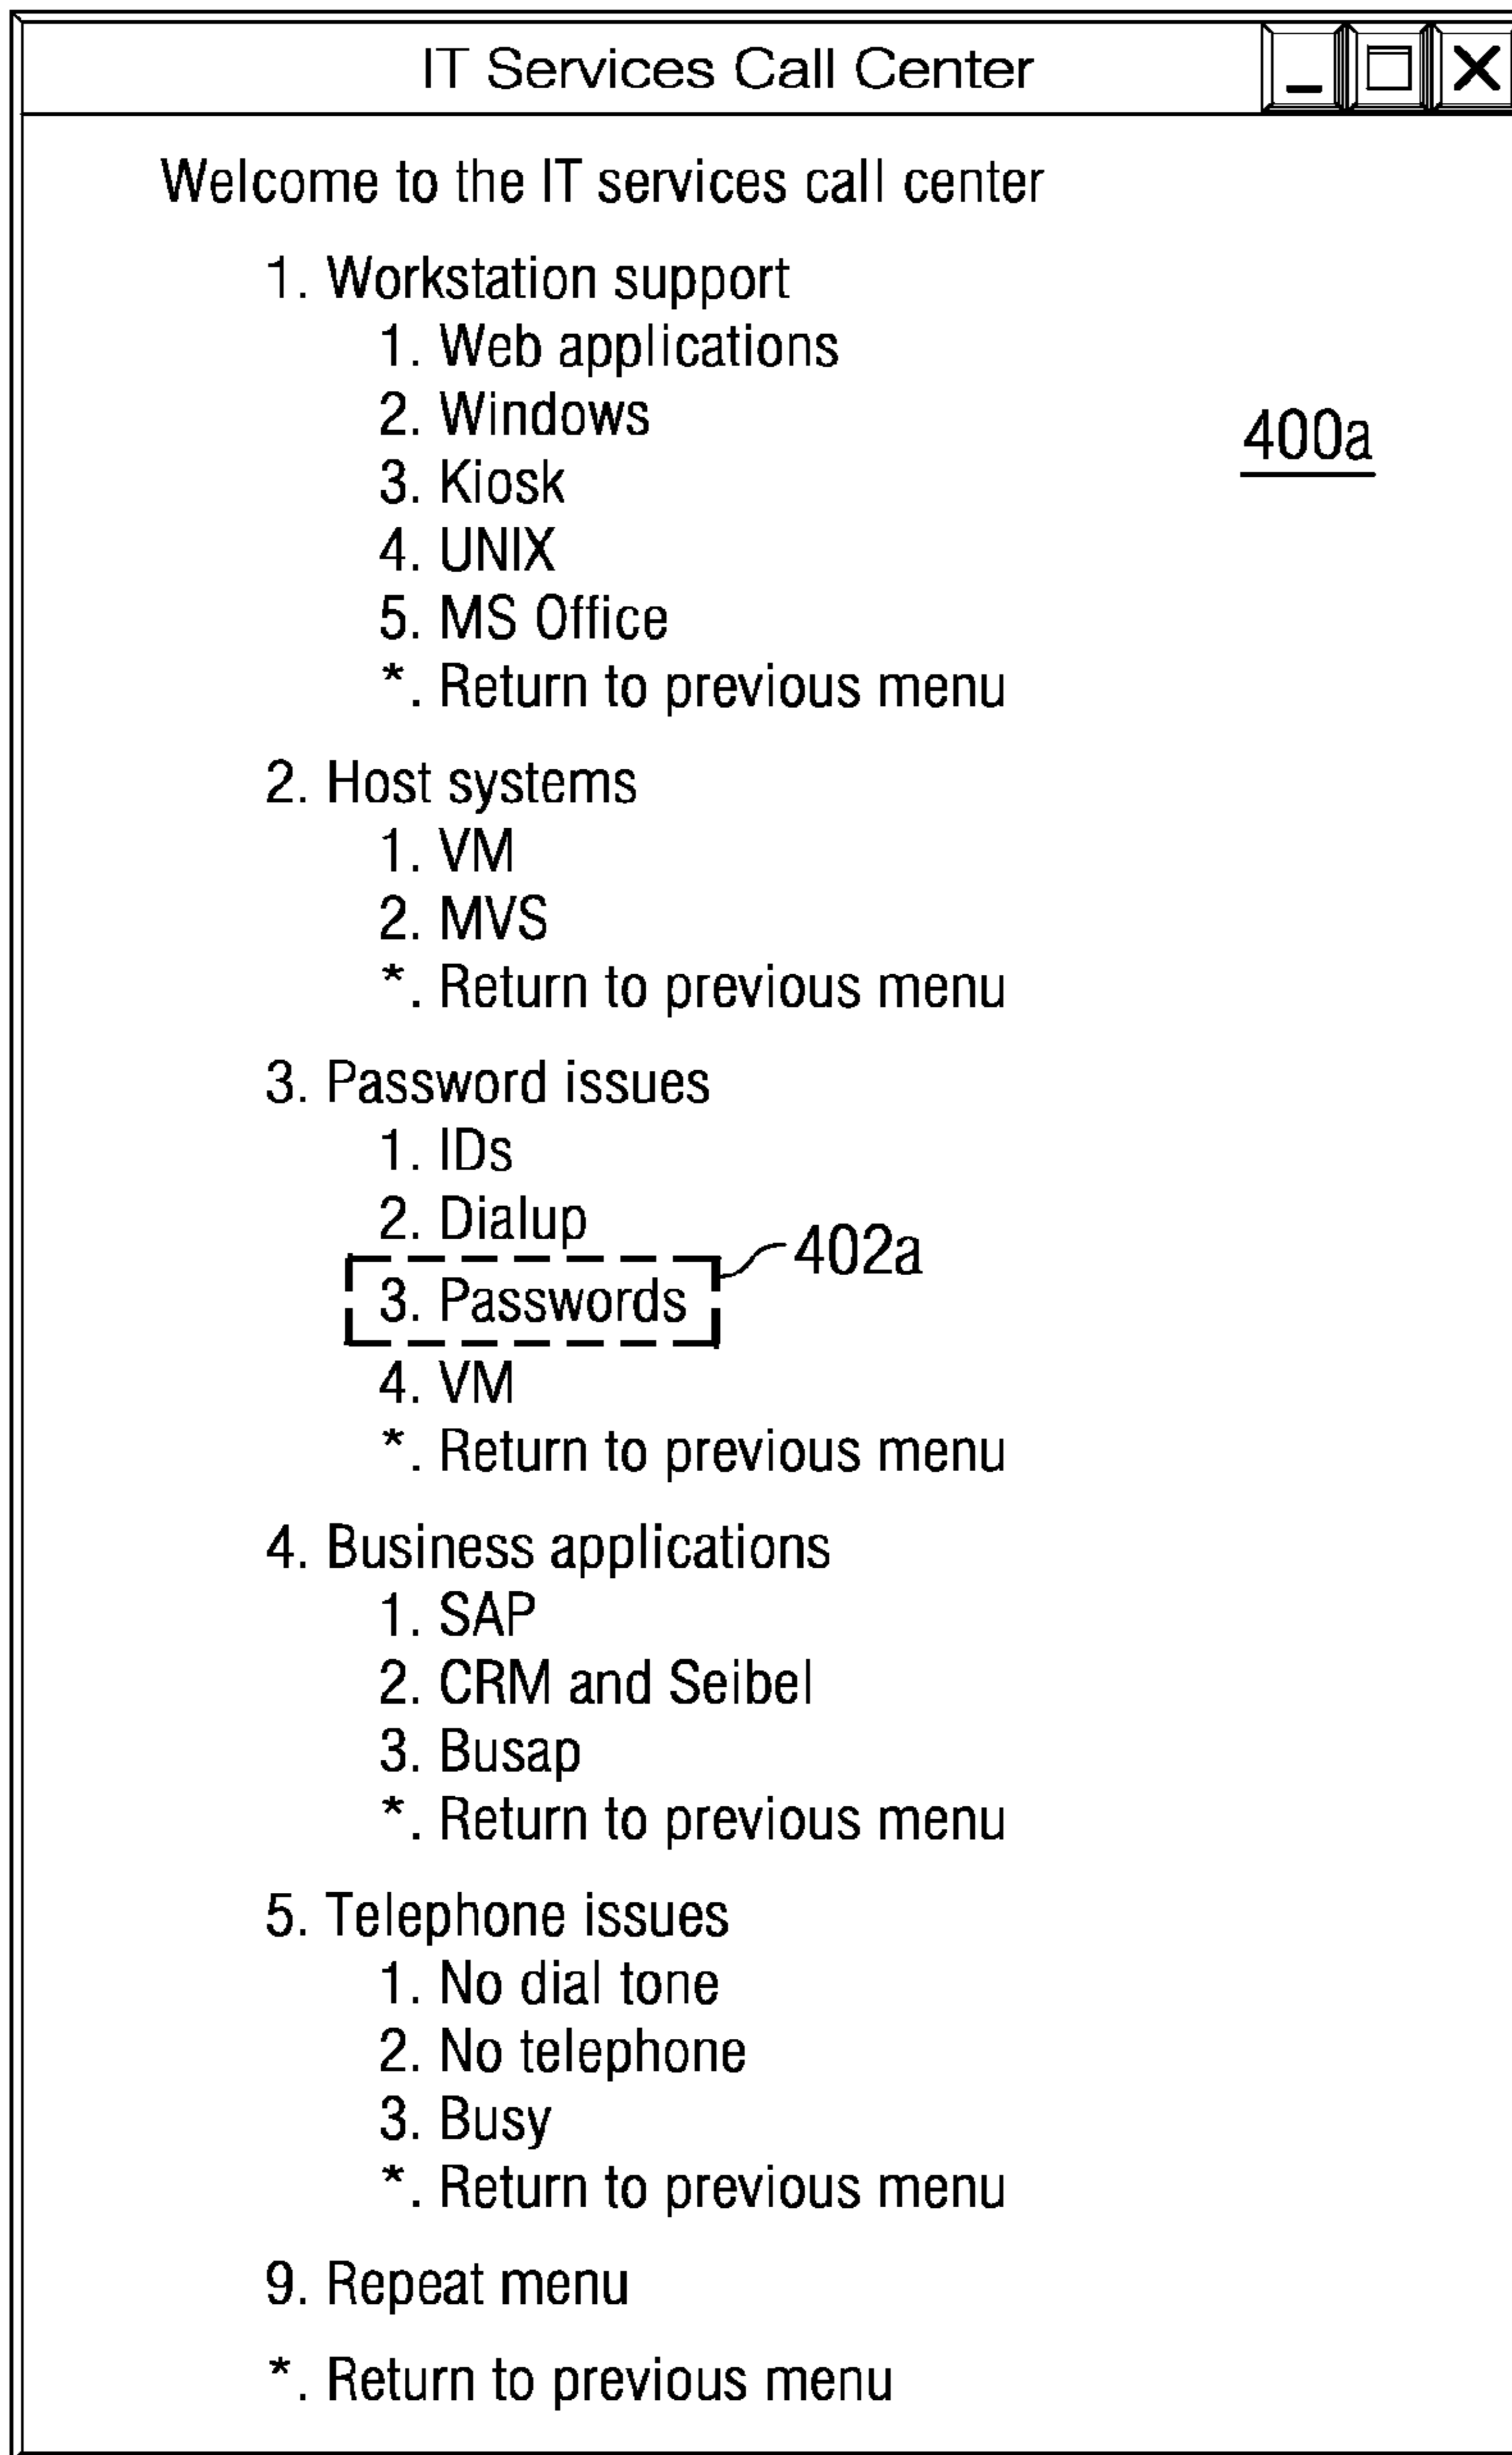 IT Services Call Center
Welcome to the IT services call center
1. Workstation support
1. Web applications
2. Windows
400a
3. Kiosk
4. UNIX
5. MS Office
*. Return to previous menu
2. Host systems
1. VM
2. MVS
*. Return to previous menu
3. Password issues
1. IDs
2. Dialup
402a
3. Passwords
4. VM
*. Return to previous menu
4. Business applications
1. SAP
2. CRM and Seibel
3. Busap
*. Return to previous menu
5. Telephone issues
1. No dial tone
2. No telephone
3. Busy
*. Return to previous menu
9. Repeat menu
*. Return to previous menu